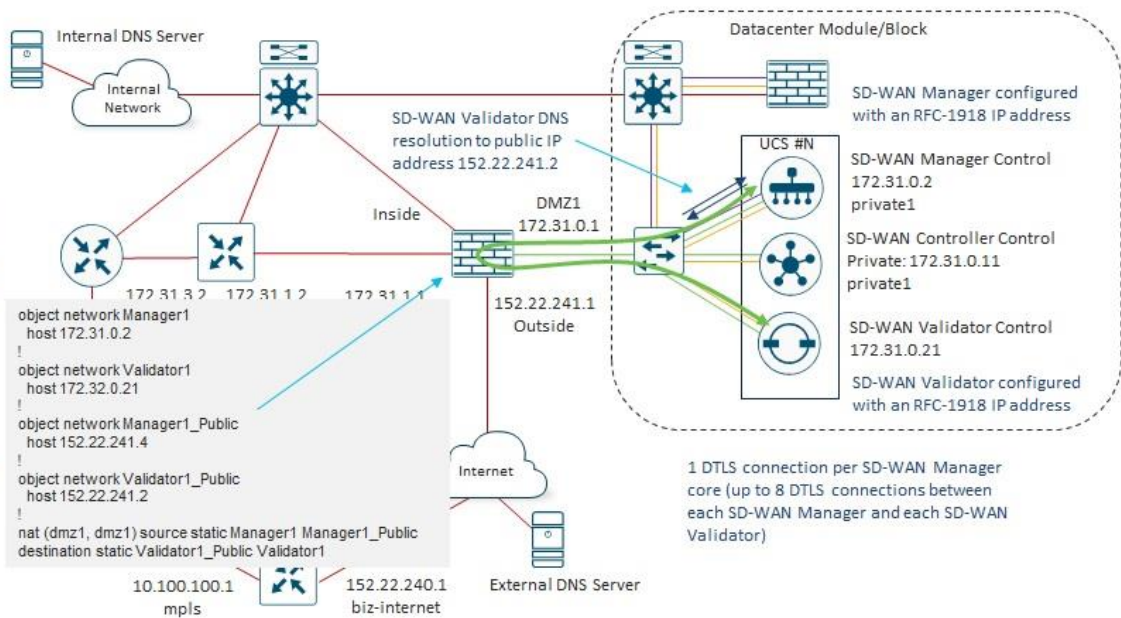 Internal DNS Server
Internal
Network
Datacenter Module/Block
SD-WAN Validator DNS
resolution to public IP
address 152.22.241.2
SD-WAN Manager configured
with an RFC-1918 IP address
UCS #N
SD-WAN Manager Control
172.31.0.2
private1
Inside
DMZ1
172.31.0.1
SD-WAN Controller Control
Private: 172.31.0.11
private1
172.31.3.2
172.31.1.2
172.31.1.1
152.22.241.1
Outside
SD-WAN Validator Control
172.31.0.21
SD-WAN Validator configured
with an RFC-1918 IP address
object network Manager1
host 172.31.0.2
!
object network Validator1
host 172.32.0.21
!
object network Manager1_Public
host 152.22.241.4
!
object network Validator1_Public
host 152.22.241.2
!
nat (dmz1, dmz1) source static Manager1 Manager1_Public
destination static Validator1_Public Validator1
Internet
1 DTLS connection per SD-WAN Manager
core (up to 8 DTLS connections between
each SD-WAN Manager and each SD-WAN
Validator)
External DNS Server
10.100.100.1
mpls
152.22.240.1
biz-internet